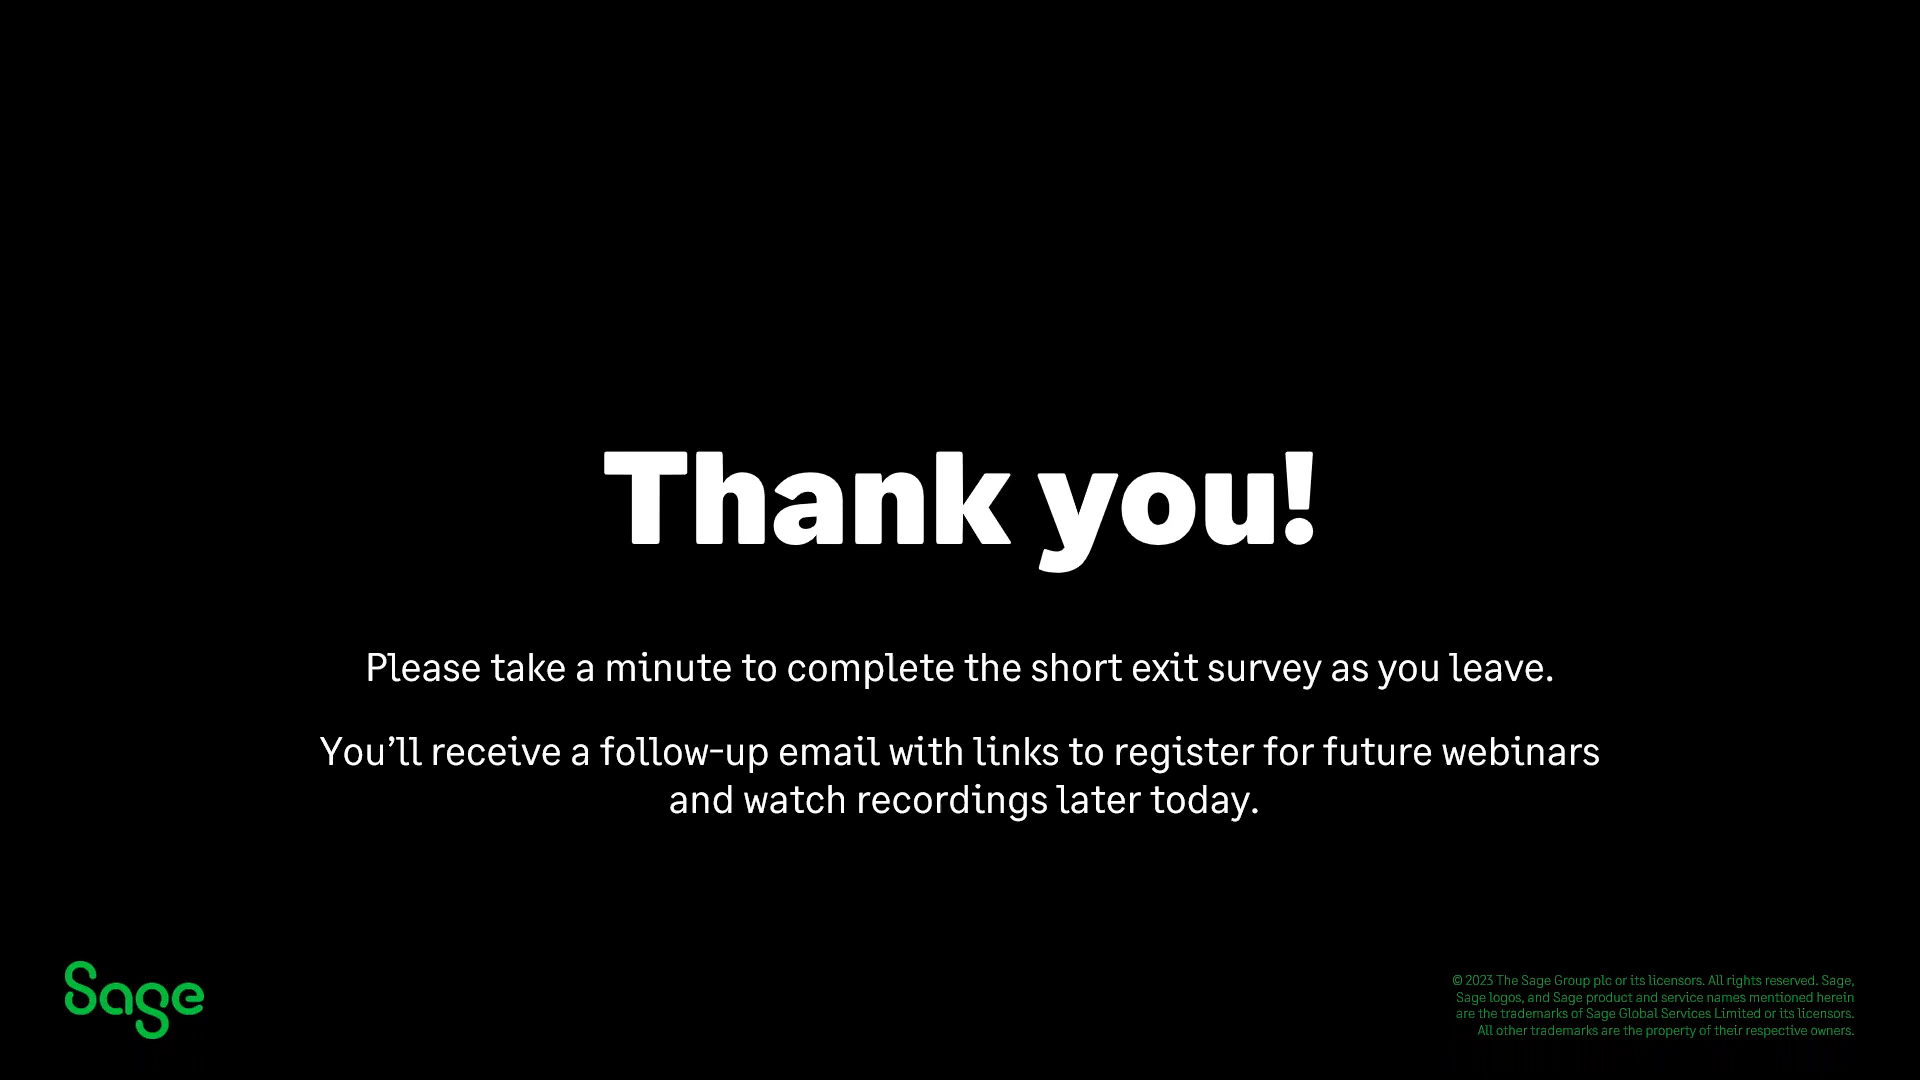 Thank you!
Please take a minute to complete the short exit survey as you leave.
You’ll receive a follow-up email with links to register for future webinars
and watch recordings later today.
Sage
© 2023 The Sage Group plc or its licensors. All rights reserved. Sage,
Sage logos, and Sage product and service names mentioned herein
are the trademarks of Sage Global Services Limited or its licensors.
All other trademarks are the property of their respective owners.